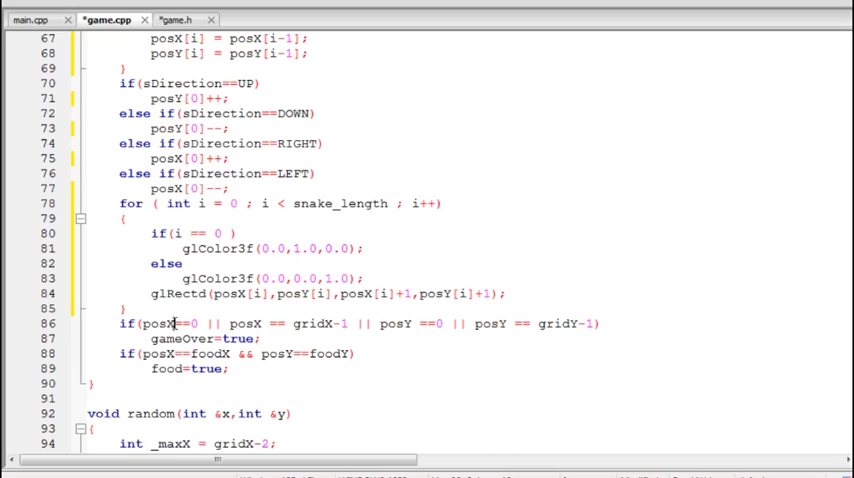 main.cpp *game.cpp *game.h
67 posX[i] = posX[i-1];
68 posY[i] = posY[i-1];
69 }
70 if(sDirection==UP)
71 posY[0]++;
72 else if(sDirection==DOWN)
73 posY[0]--;
74 else if(sDirection==RIGHT)
75 posX[0]++;
76 else if(sDirection==LEFT)
77 posX[0]--;
78 for ( int i = 0 ; i < snake_length ; i++)
79 {
80 if(i == 0 )
81 glColor3f(0.0,1.0,0.0);
82 else
83 glColor3f(0.0,0.0,1.0);
84 glRectd(posX[i],posY[i],posX[i]+1,posY[i]+1);
85 }
86 if(posX==0 || posX == gridX-1 || posY ==0 || posY == gridY-1)
87 gameOver=true;
88 if(posX==foodX && posY==foodY)
89 food=true;
90 }
91
92 void random(int &x,int &y)
93 {
94 int _maxX = gridX-2;